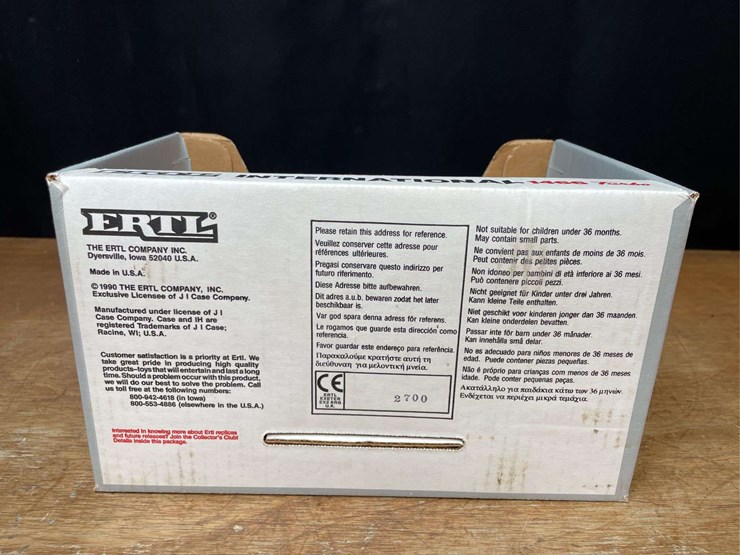 INTERNATIONAL 1466 Turbo
ERTL®
THE ERTL COMPANY INC.
Dyersville, Iowa 52040 U.S.A.
Made in U.S.A.
© 1990 THE ERTL COMPANY, INC.
Exclusive Licensee of J I Case Company.
Manufactured under license of J I
Case Company. Case and IH are
registered Trademarks of J I Case;
Racine, WI; U.S.A.
Customer satisfaction is a priority at Ertl. We
take great pride in producing high quality
products-toys that will entertain and last a long
time. Should a problem occur with this product,
we will do our best to solve the problem. Call
us toll free at the following numbers:
800-942-4618 (in Iowa)
800-553-4886 (elsewhere in the U.S.A.)
Interested in knowing more about Ertl replicas
and future releases? Join the Collector's Club!
Details inside this package.
Please retain this address for reference.
Veuillez conserver cette adresse pour
références ultérieures.
Pregasi conservare questo indirizzo per
futuro riferimento.
Diese Adresse bitte aufbewahren.
Dit adres a.u.b. bewaren zodat het later
beschikbaar is.
Var god spara denna adress för referens.
Le rogamos que guarde esta dirección como
referencia.
Favor guardar este endereço para referência.
Παρακαλούμε κρατήστε αυτή τη
διεύθυνση για μελοντική μνεία.
CE
ERTL
EXETER
EX2 8RG
U.K.
2700
Not suitable for children under 36 months.
May contain small parts.
Ne convient pas aux enfants de moins de 36 mois.
Peut contenir des petites pièces.
Non idoneo per bambini di età inferiore ai 36 mesi.
Può contenere piccoli pezzi.
Nicht geeignet für Kinder unter drei Jahren.
Kann kleine Teile enthalten.
Niet geschikt voor kinderen jonger dan 36 maanden.
Kan kleine onderdelen bevatten.
Passar inte för barn under 36 månader.
Kan innehålla små delar.
No es adecuado para niños menores de 36 meses de
edad. Puede contener piezas pequeñas.
Não é próprio para crianças com menos de 36 meses
idade. Pode conter pequenas peças.
Ακατάλληλο για παιδάκια κάτω των 36 μηνών.
Ενδέχεται να περιέχει μικρά τεμάχια.